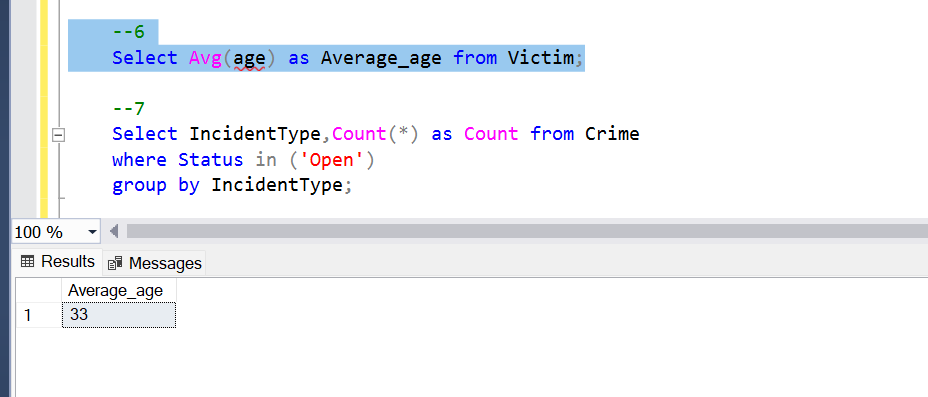 --6
Select Avg(age) as Average_age from Victim;
--7
Select IncidentType,Count(*) as Count from Crime
where Status in ('Open')
group by IncidentType;
100 %
Results Messages
Average_age
1 33